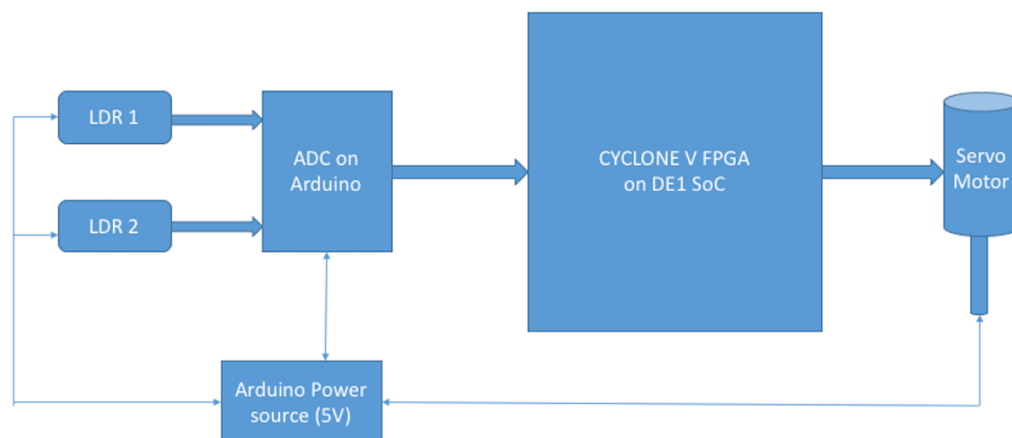 LDR 1
LDR 2
ADC on
Arduino
CYCLONE V FPGA
on DE1 SoC
Servo
Motor
Arduino Power
source (5V)